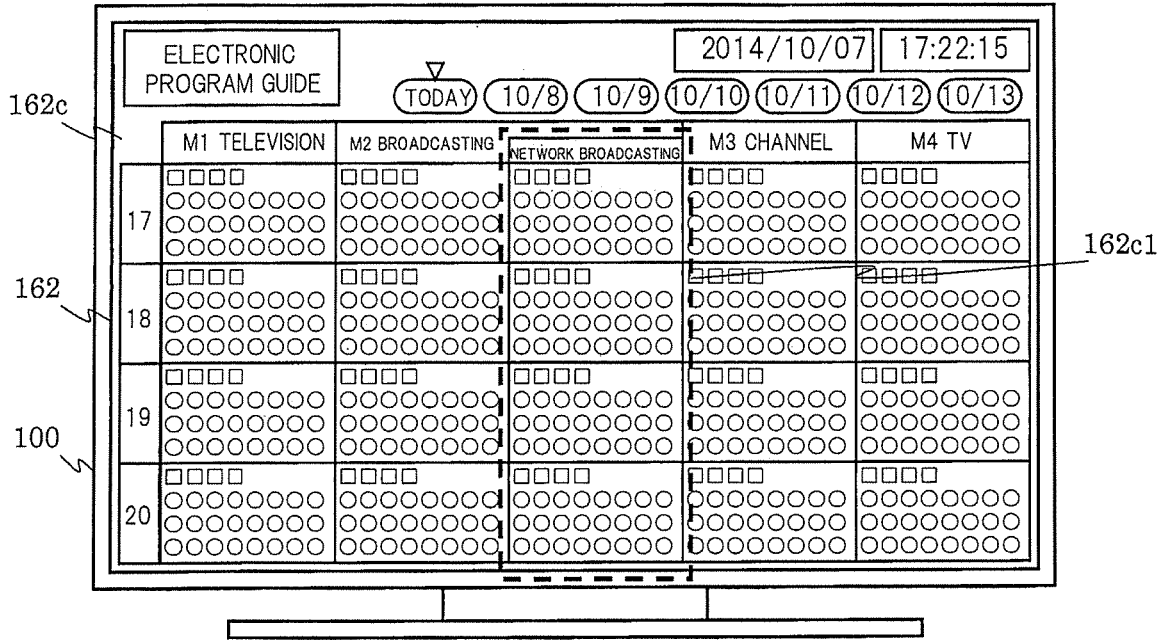 ELECTRONIC
PROGRAM GUIDE
2014/10/07 17:22:15
TODAY 10/8 10/9 10/10 10/11 10/12 10/13
162c
M1 TELEVISION M2 BROADCASTING NETWORK BROADCASTING M3 CHANNEL M4 TV
□□□□ □□□□ □□□□ □□□□ □□□□
○○○○○○○○ ○○○○○○○○ ○○○○○○○○ ○○○○○○○○ ○○○○○○○○
17 ○○○○○○○○ ○○○○○○○○ ○○○○○○○○ ○○○○○○○○ ○○○○○○○○
○○○○○○○○ ○○○○○○○○ ○○○○○○○○ ○○○○○○○○ ○○○○○○○○
162c1
□□□□ □□□□ □□□□ □□□□ □□□□
162
○○○○○○○○ ○○○○○○○○ ○○○○○○○○ ○○○○○○○○ ○○○○○○○○
18 ○○○○○○○○ ○○○○○○○○ ○○○○○○○○ ○○○○○○○○ ○○○○○○○○
○○○○○○○○ ○○○○○○○○ ○○○○○○○○ ○○○○○○○○ ○○○○○○○○
□□□□ □□□□ □□□□ □□□□ □□□□
○○○○○○○○ ○○○○○○○○ ○○○○○○○○ ○○○○○○○○ ○○○○○○○○
19 ○○○○○○○○ ○○○○○○○○ ○○○○○○○○ ○○○○○○○○ ○○○○○○○○
100
○○○○○○○○ ○○○○○○○○ ○○○○○○○○ ○○○○○○○○ ○○○○○○○○
□□□□ □□□□ □□□□ □□□□ □□□□
○○○○○○○○ ○○○○○○○○ ○○○○○○○○ ○○○○○○○○ ○○○○○○○○
20 ○○○○○○○○ ○○○○○○○○ ○○○○○○○○ ○○○○○○○○ ○○○○○○○○
○○○○○○○○ ○○○○○○○○ ○○○○○○○○ ○○○○○○○○ ○○○○○○○○